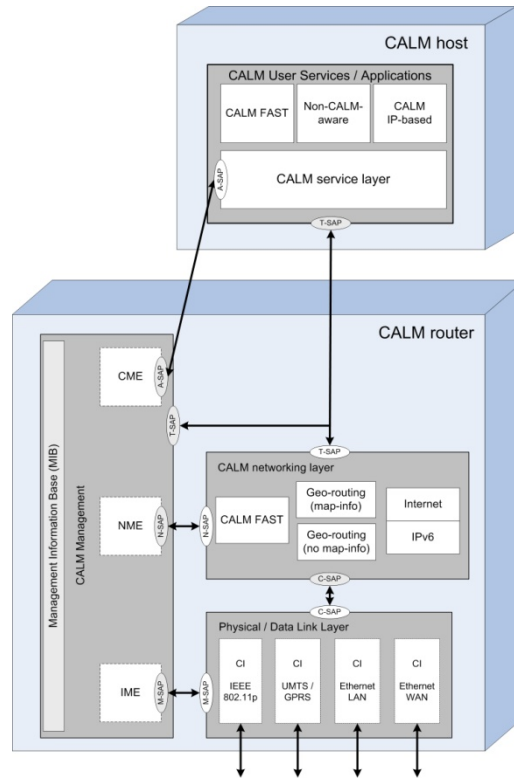 CALM host
CALM User Services / Applications
CALM FAST
Non-CALM-
aware
CALM
IP-based
A-SAP
CALM service layer
T-SAP
CALM router
Management Information Base (MIB)
CALM Management
CME
A-SAP
T-SAP
T-SAP
CALM networking layer
NME
N-SAP
N-SAP
CALM FAST
Geo-routing
(map-info)
Geo-routing
(no map-info)
Internet
IPv6
C-SAP
C-SAP
Physical / Data Link Layer
IME
M-SAP
M-SAP
CI
IEEE
802.11p
CI
UMTS /
GPRS
CI
Ethernet
LAN
CI
Ethernet
WAN